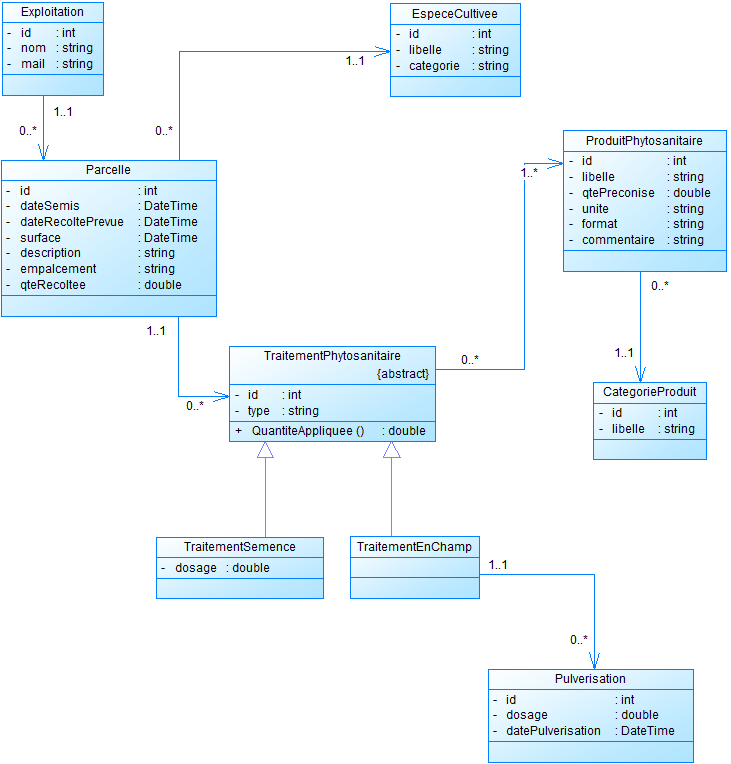 Exploitation
- id : int
- nom : string
- mail : string
1..1
0..*
EspeceCultivee
- id : int
- libelle : string
- categorie : string
1..1
0..*
Parcelle
- id : int
- dateSemis : DateTime
- dateRecoltePrevue : DateTime
- surface : DateTime
- description : string
- empalcement : string
- qteRecoltee : double
ProduitPhytosanitaire
- id : int
- libelle : string
- qtePreconise : double
- unite : string
- format : string
- commentaire : string
1..*
0..*
1..1
1..1
0..*
TraitementPhytosanitaire
{abstract}
- id : int
- type : string
+ QuantiteAppliquee () : double
0..*
CategorieProduit
- id : int
- libelle : string
TraitementSemence
- dosage : double
TraitementEnChamp
1..1
0..*
Pulverisation
- id : int
- dosage : double
- datePulverisation : DateTime